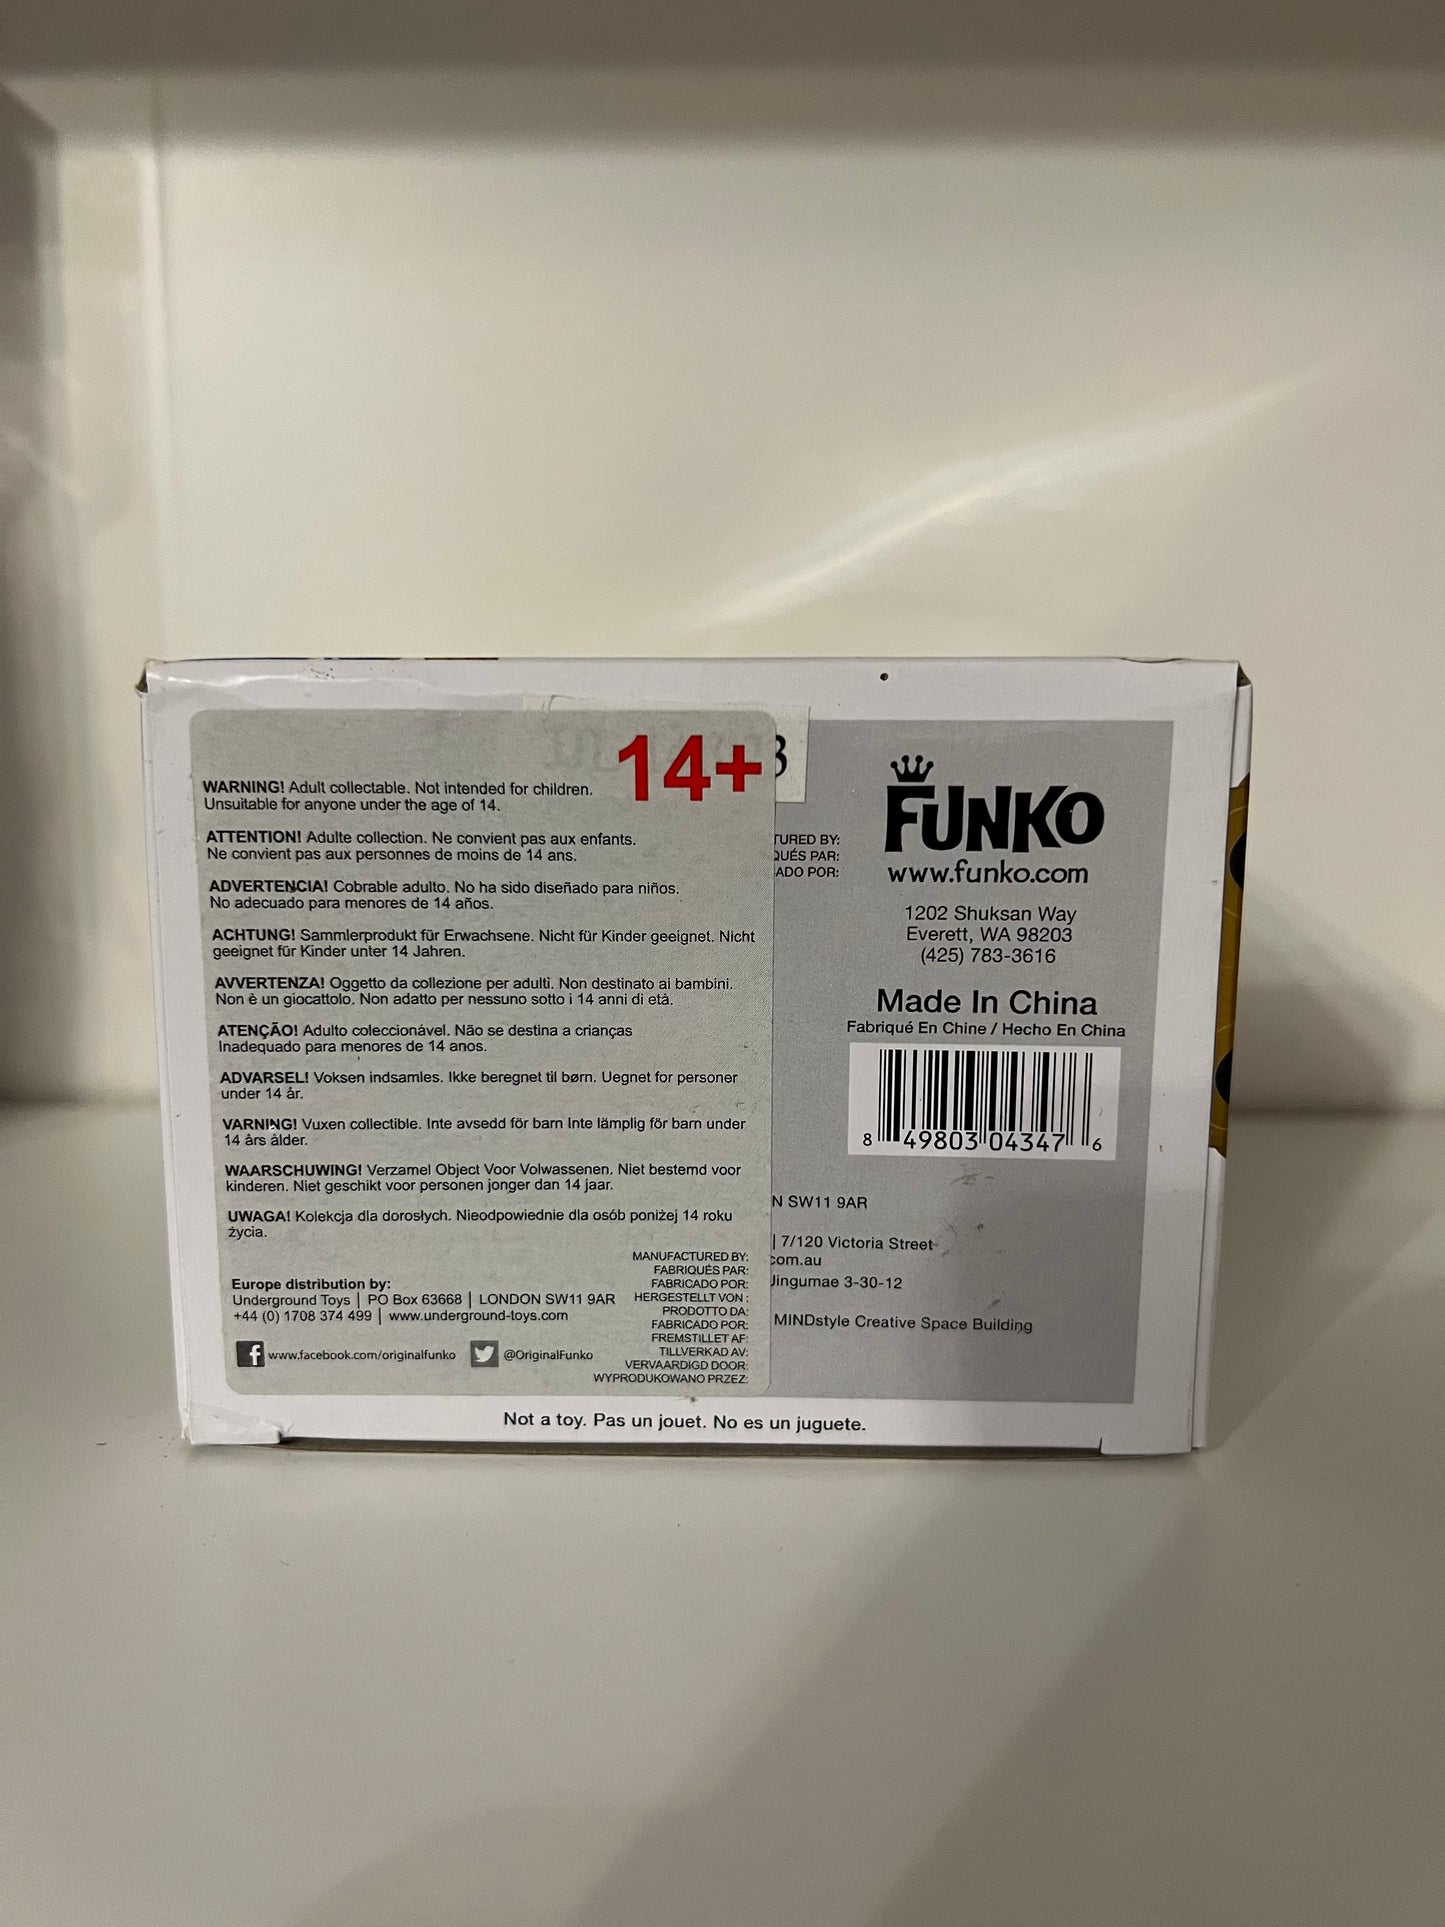 14+
WARNING! Adult collectable. Not intended for children.
Unsuitable for anyone under the age of 14.
ATTENTION! Adulte collection. Ne convient pas aux enfants.
Ne convient pas aux personnes de moins de 14 ans.
ADVERTENCIA! Cobrable adulto. No ha sido diseñado para niños.
No adecuado para menores de 14 años.
ACHTUNG! Sammlerprodukt für Erwachsene. Nicht für Kinder geeignet. Nicht
geeignet für Kinder unter 14 Jahren.
AVVERTENZA! Oggetto da collezione per adulti. Non destinato ai bambini.
Non è un giocattolo. Non adatto per nessuno sotto i 14 anni di età.
ATENÇÃO! Adulto coleccionável. Não se destina a crianças
Inadequado para menores de 14 anos.
ADVARSEL! Voksen indsamles. Ikke beregnet til børn. Uegnet for personer
under 14 år.
VARNING! Vuxen collectible. Inte avsedd för barn Inte lämplig för barn under
14 års ålder.
WAARSCHUWING! Verzamel Object Voor Volwassenen. Niet bestemd voor
kinderen. Niet geschikt voor personen jonger dan 14 jaar.
UWAGA! Kolekcja dla dorosłych. Nieodpowiednie dla osób poniżej 14 roku
życia.
Europe distribution by:
Underground Toys | PO Box 63668 | LONDON SW11 9AR
+44 (0) 1708 374 499 | www.underground-toys.com
www.facebook.com/originalfunko @OriginalFunko
MANUFACTURED BY:
FABRIQUÉS PAR:
FABRICADO POR:
HERGESTELLT VON :
PRODOTTO DA:
FABRICADO POR:
FREMSTILLET AF:
TILLVERKAD AV:
VERVAARDIGD DOOR:
WYPRODUKOWANO PRZEZ:
TURED BY:
QUÉS PAR:
ADO POR:
FUNKO
www.funko.com
1202 Shuksan Way
Everett, WA 98203
(425) 783-3616
Made In China
Fabriqué En Chine / Hecho En China
8 49803 04347 6
N SW11 9AR
| 7/120 Victoria Street
com.au
Jingumae 3-30-12
MINDstyle Creative Space Building
Not a toy. Pas un jouet. No es un juguete.